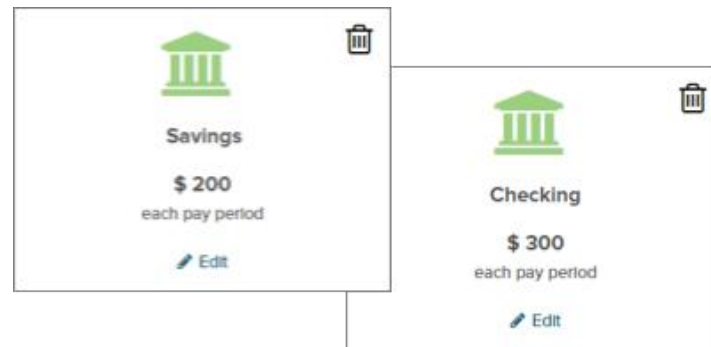 Savings
$ 200
each pay period
Edit
Checking
$ 300
each pay period
Edit